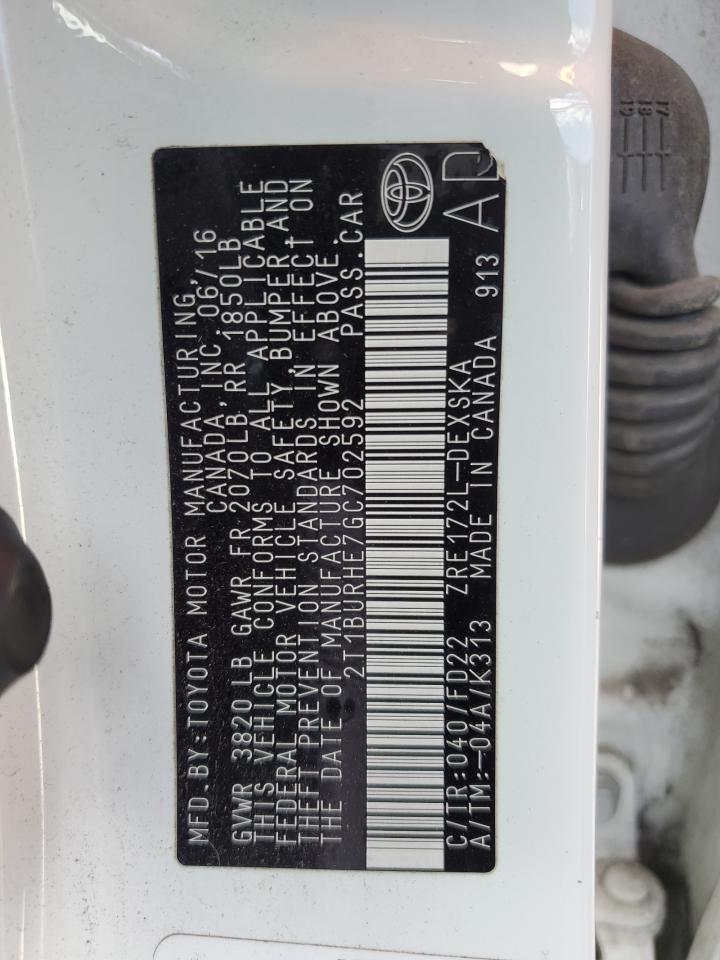 MFD.BY:TOYOTA MOTOR MANUFACTURING,
CANADA, INC.06/16
GVWR 3820 LB GAWR FR 2070LB, RR 1850LB
THIS VEHICLE CONFORMS TO ALL APPLICABLE
FEDERAL MOTOR VEHICLE SAFETY, BUMPER, AND
THEFT PREVENTION STANDARDS IN EFFECT ON
THE DATE OF MANUFACTURE SHOWN ABOVE.
2T1BURHE7GC702592 PASS.CAR
C/TR:040/FD22 ZRE172L-DEXSKA
A/TM:-04A/K313 MADE IN CANADA 913